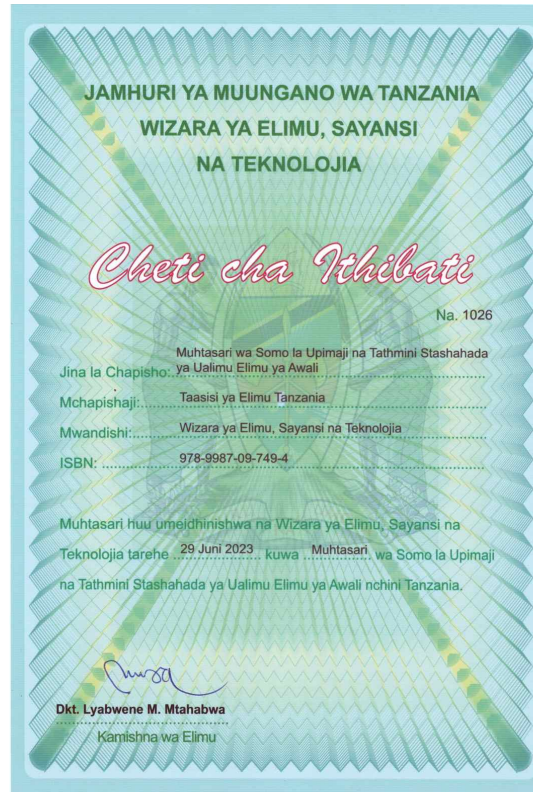 JAMHURI YA MUUNGANO WA TANZANIA
WIZARA YA ELIMU, SAYANSI
NA TEKNOLOJIA
Cheti cha Ithibati
Na. 1026
Muhtasari wa Somo la Upimaji na Tathmini Stashahada
Jina la Chapisho: ya Ualimu Elimu ya Awali
Mchapishaji: Taasisi ya Elimu Tanzania
Mwandishi: Wizara ya Elimu, Sayansi na Teknolojia
ISBN: 978-9987-09-749-4
Muhtasari huu umeidhinishwa na Wizara ya Elimu, Sayansi na
Teknolojia tarehe 29 Juni 2023 kuwa Muhtasari wa Somo la Upimaji
na Tathmini Stashahada ya Ualimu Elimu ya Awali nchini Tanzania.
Dkt. Lyabwene M. Mtahabwa
Kamishna wa Elimu